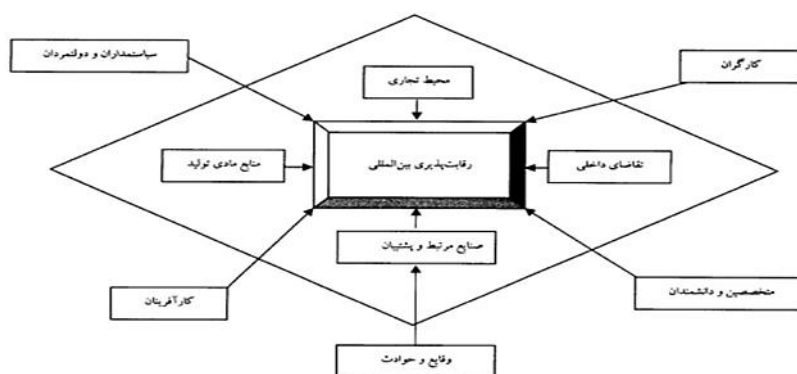 سیاستمداران و دولتمردان
کارگران
محیط تجاری
منابع مادی تولید
رقابت‌پذیری بین‌المللی
تقاضای داخلی
صنایع مرتبط و پشتیبان
کارآفرینان
متخصصین و دانشمندان
وقایع و حوادث